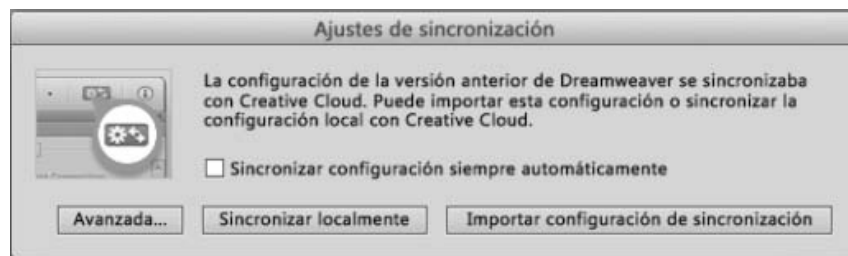 Ajustes de sincronización
La configuración de la versión anterior de Dreamweaver se sincronizaba
con Creative Cloud. Puede importar esta configuración o sincronizar la
configuración local con Creative Cloud.
Sincronizar configuración siempre automáticamente
Avanzada...
Sincronizar localmente
Importar configuración de sincronización